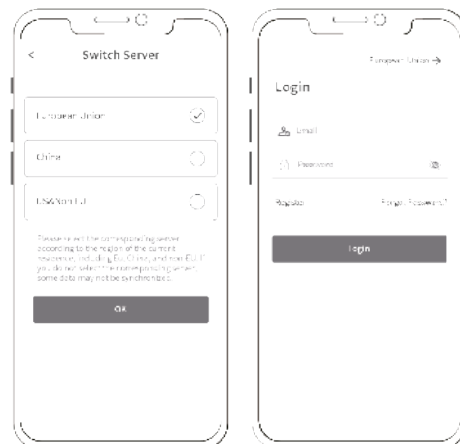 < Switch Server
European Union
China
US&Non EU
Please select the corresponding server
according to the region of the current
residence, including EU, China, and non-EU. If
you do not select the corresponding server,
some data may not be synchronized.
OK
European Union →
Login
Email
Password
Register Forgot Password?
Login